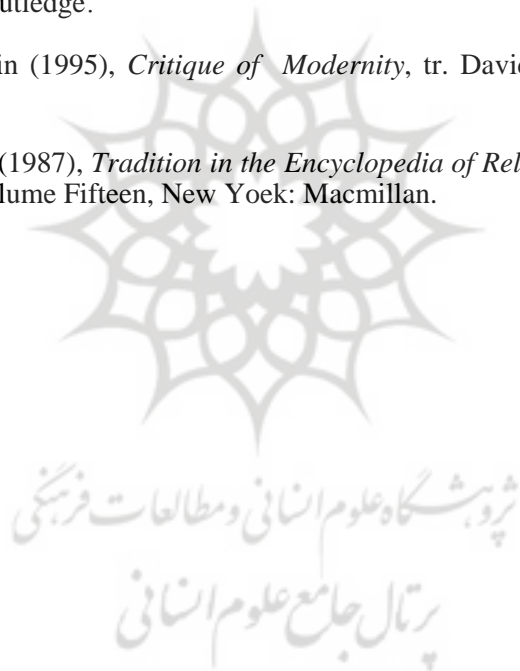 utledge.
in (1995), Critique of Modernity, tr. Davi
(1987), Tradition in the Encyclopedia of Rel
lume Fifteen, New Yoek: Macmillan.
پژوهشگاه علوم انسانی و مطالعات فرهنگی
پرتال جامع علوم انسانی